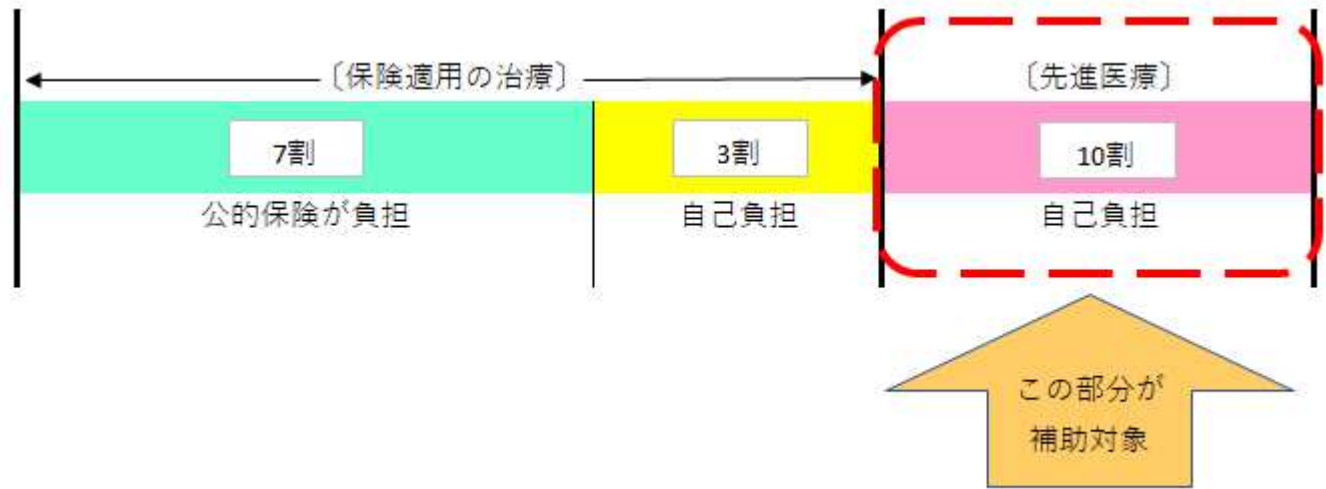 〔保険適用の治療〕
〔先進医療〕
7割
3割
10割
公的保険が負担
自己負担
自己負担
この部分が
補助対象